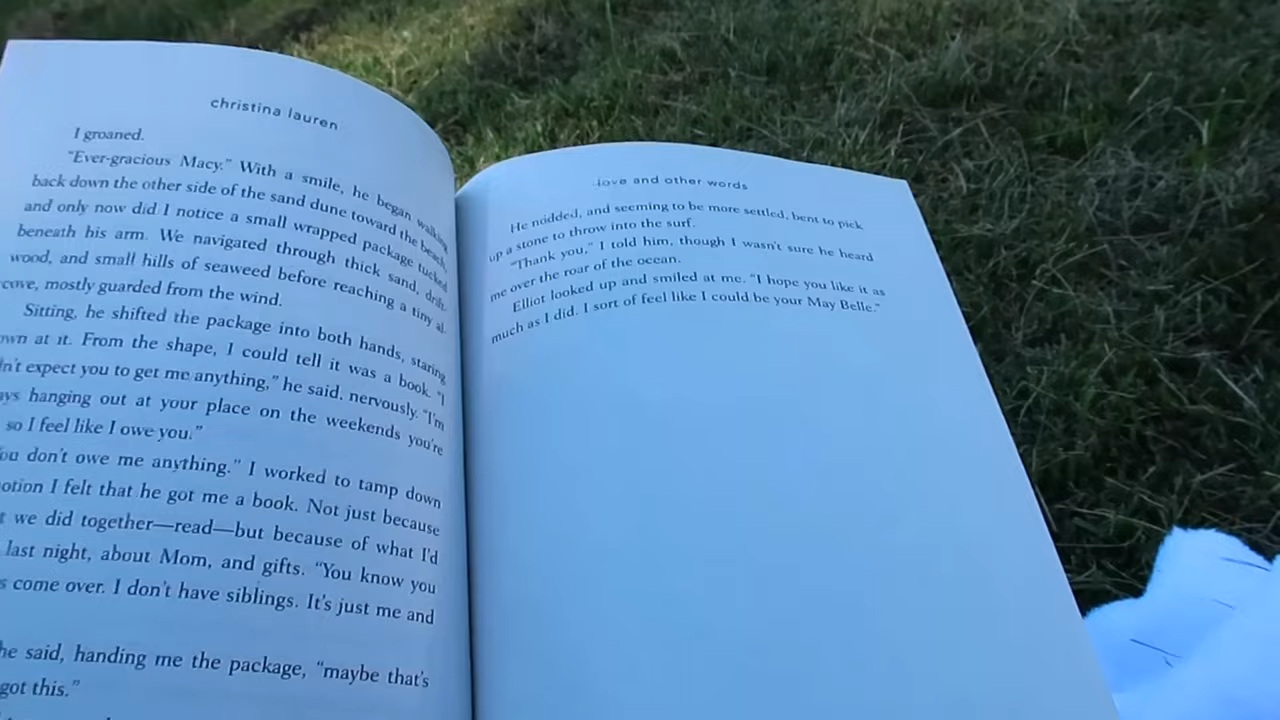 christina lauren
I groaned.
"Ever-gracious Macy." With a smile, he began walking
back down the other side of the sand dune toward the beach,
and only now did I notice a small wrapped package tucked
beneath his arm. We navigated through thick sand, drift-
wood, and small hills of seaweed before reaching a tiny al-
cove, mostly guarded from the wind.
Sitting, he shifted the package into both hands, staring
own at it. From the shape, I could tell it was a book. "I
n't expect you to get me anything," he said, nervously. "I'm
ys hanging out at your place on the weekends you're
so I feel like I owe you."
ou don't owe me anything." I worked to tamp down
otion I felt that he got me a book. Not just because
t we did together—read—but because of what I'd
last night, about Mom, and gifts. "You know you
s come over. I don't have siblings. It's just me and
he said, handing me the package, "maybe that's
got this."
love and other words
He nodded, and seeming to be more settled, bent to pick
up a stone to throw into the surf.
"Thank you," I told him, though I wasn't sure he heard
me over the roar of the ocean.
Elliot looked up and smiled at me. "I hope you like it as
much as I did. I sort of feel like I could be your May Belle."